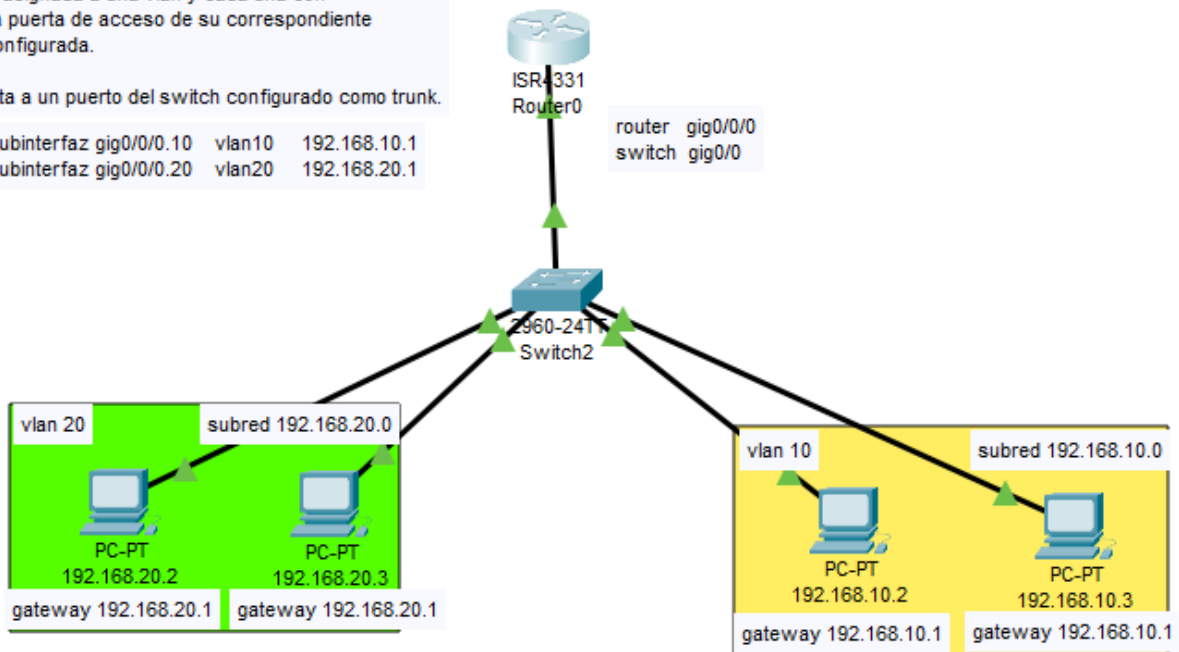 puerta de acceso de su correspondiente
ta a un puerto del switch configurado como trunk.
gig0/0/0.10 vlan10 192.168.10.1
gig0/0/0.20 vlan20 192.168.20.1
ISR4331
Router0
router gig0/0/0
switch gig0/0
2960-24TT
Switch2
vlan 20 subred 192.168.20.0
PC-PT
192.168.20.2
PC-PT
192.168.20.3
gateway 192.168.20.1 gateway 192.168.20.1
vlan 10 subred 192.168.10.0
PC-PT
192.168.10.2
PC-PT
192.168.10.3
gateway 192.168.10.1 gateway 192.168.10.1